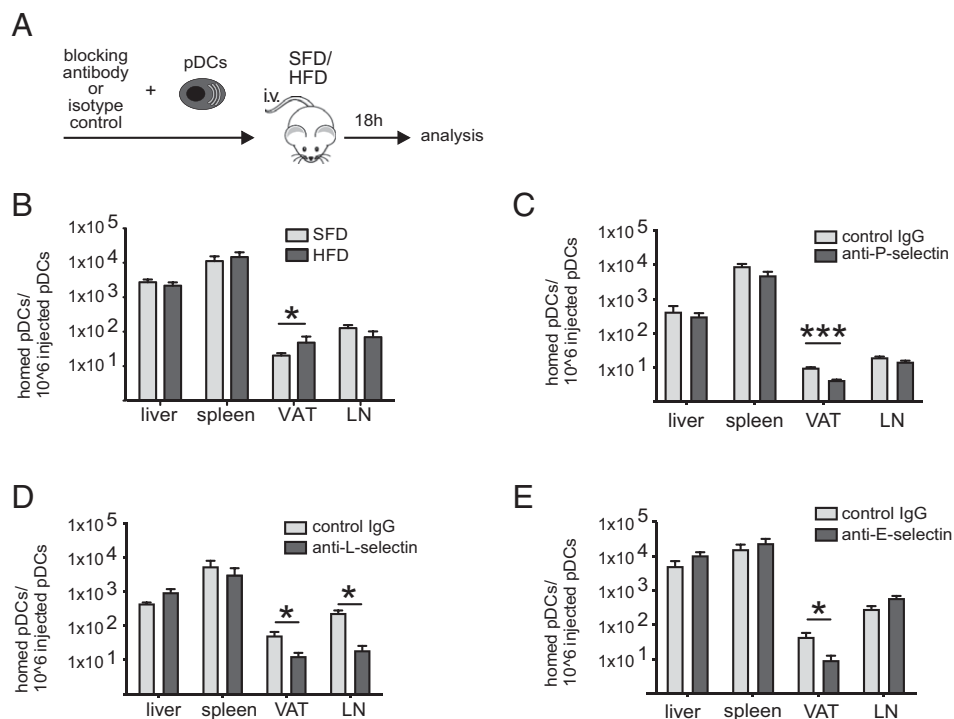 A
blocking
antibody
or
isotype
control
+
pDCs
SFD/
HFD
i.v.
18h
analysis
B
homed pDCs/
10^6 injected pDCs
1x10 5
1x10 4
1x10 3
1x10 2
1x10 1
SFD
HFD
*
liver spleen VAT LN
C
homed pDCs/
10^6 injected pDCs
1x10 5
1x10 4
1x10 3
1x10 2
1x10 1
control IgG
anti-P-selectin
***
liver spleen VAT LN
D
homed pDCs/
10^6 injected pDCs
1x10 5
1x10 4
1x10 3
1x10 2
1x10 1
control IgG
anti-L-selectin
* *
liver spleen VAT LN
E
homed pDCs/
10^6 injected pDCs
1x10 5
1x10 4
1x10 3
1x10 2
1x10 1
control IgG
anti-E-selectin
*
liver spleen VAT LN